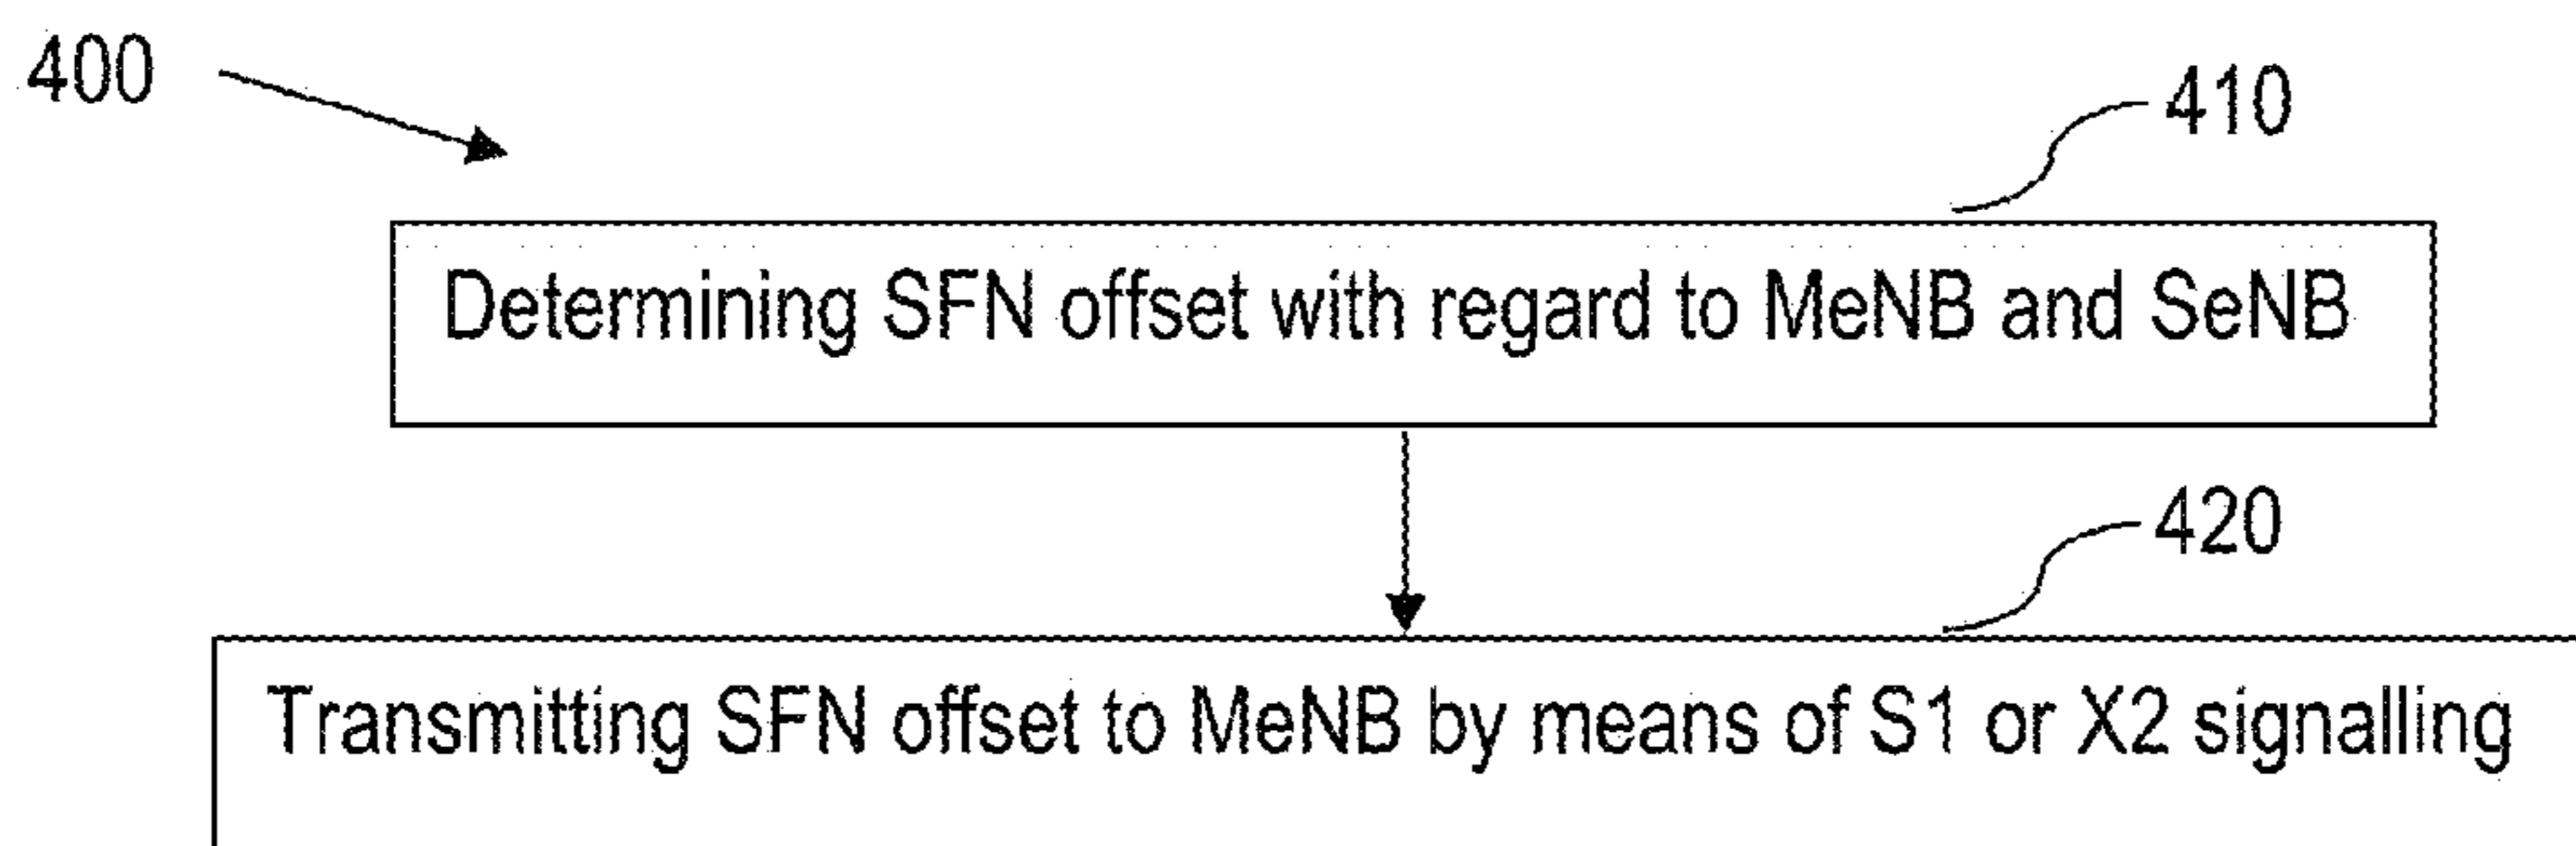 400
410
Determining SFN offset with regard to MeNB and SeNB
420
Transmitting SFN offset to MeNB by means of S1 or X2 signalling